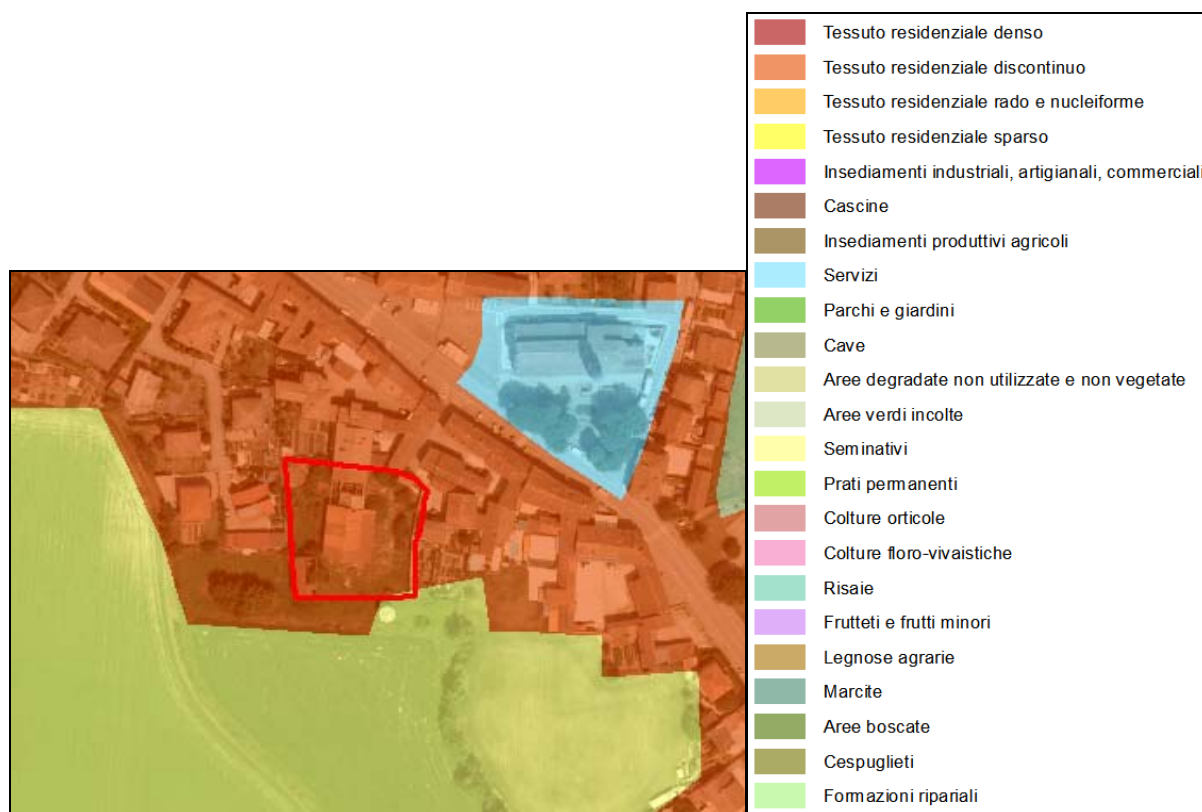 Tessuto residenziale denso
Tessuto residenziale discontinuo
Tessuto residenziale rado e nucleiforme
Tessuto residenziale sparso
Insediamenti industriali, artigianali, commerciali
Cascine
Insediamenti produttivi agricoli
Servizi
Parchi e giardini
Cave
Aree degradate non utilizzate e non vegetate
Aree verdi incolte
Seminativi
Prati permanenti
Colture orticole
Colture floro-vivaistiche
Risaie
Frutteti e frutti minori
Legnose agrarie
Marcite
Aree boscate
Cespuglieti
Formazioni ripariali